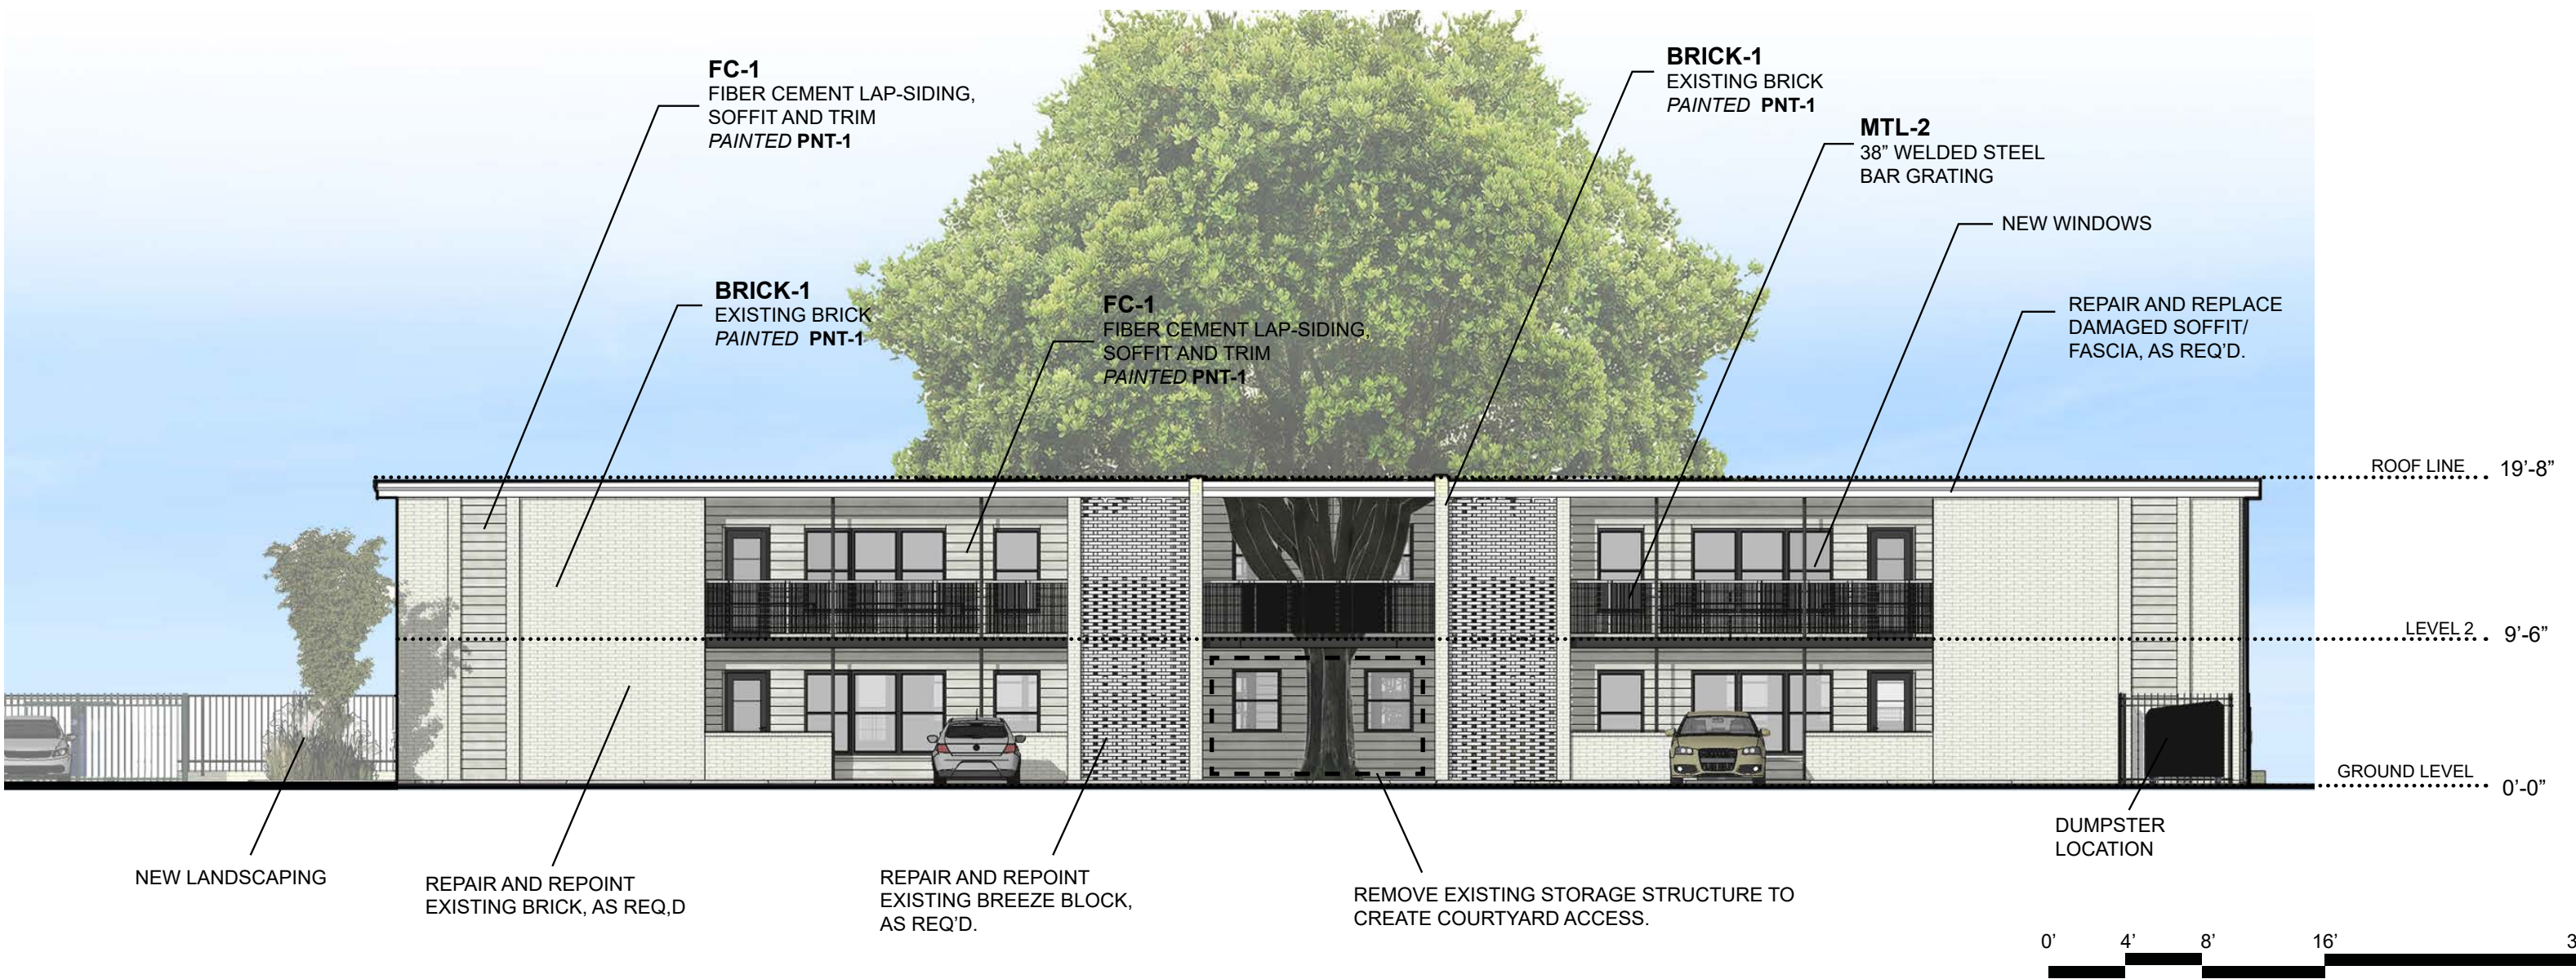 FC-1
FIBER CEMENT LAP-SIDING,
SOFFIT AND TRIM
PAINTED PNT-1
BRICK-1
EXISTING BRICK
PAINTED PNT-1
MTL-2
38” WELDED STEEL
BAR GRATING
NEW WINDOWS
BRICK-1
EXISTING BRICK
PAINTED PNT-1
FC-1
FIBER CEMENT LAP-SIDING,
SOFFIT AND TRIM
PAINTED PNT-1
REPAIR AND REPLACE
DAMAGED SOFFIT/
FASCIA, AS REQ’D.
ROOF LINE 19’-8”
LEVEL 2 9’-6”
GROUND LEVEL 0’-0”
NEW LANDSCAPING
REPAIR AND REPOINT
EXISTING BRICK, AS REQ,D
REPAIR AND REPOINT
EXISTING BREEZE BLOCK,
AS REQ’D.
REMOVE EXISTING STORAGE STRUCTURE TO
CREATE COURTYARD ACCESS.
DUMPSTER
LOCATION
0’ 4’ 8’ 16’